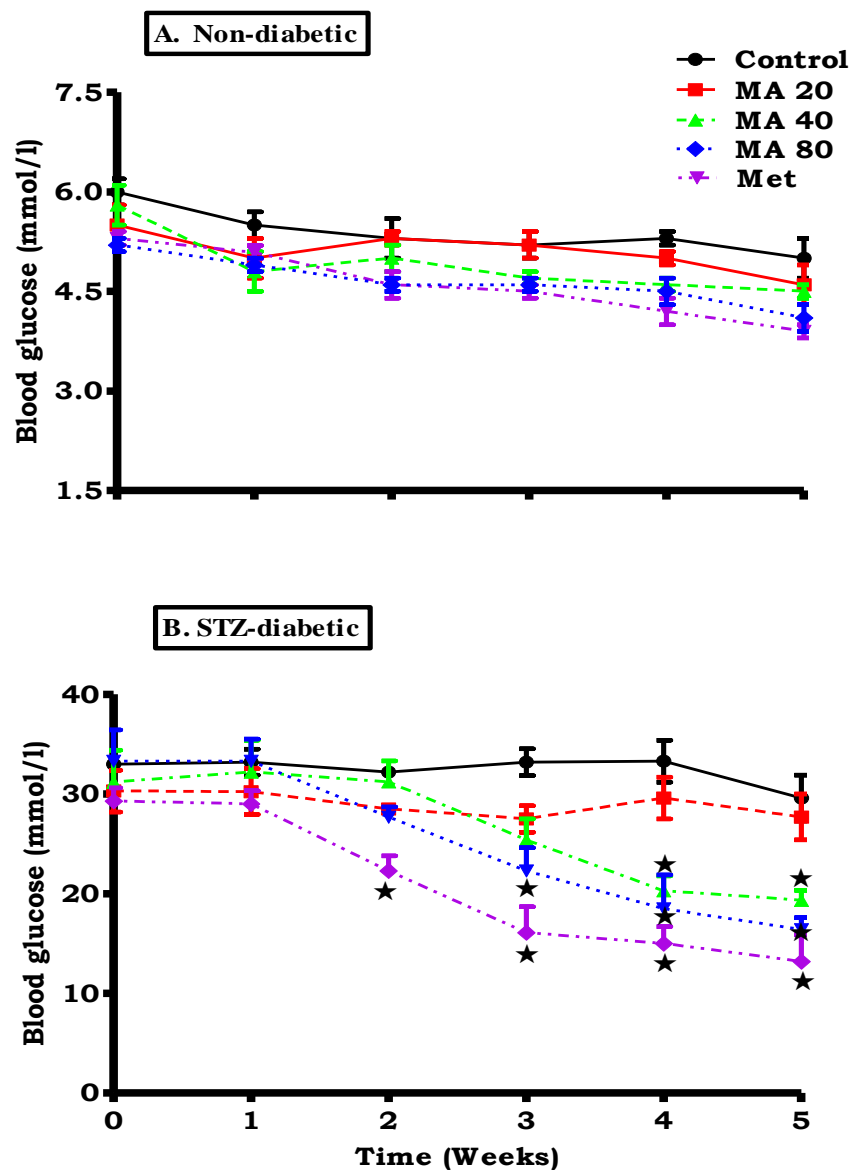 A. Non-diabetic
Control
MA 20
MA 40
MA 80
Met
7.5
6.0
4.5
3.0
1.5
Blood glucose (mmol/l)
B. STZ-diabetic
40
30
20
10
0
Blood glucose (mmol/l)
0 1 2 3 4 5
Time (Weeks)